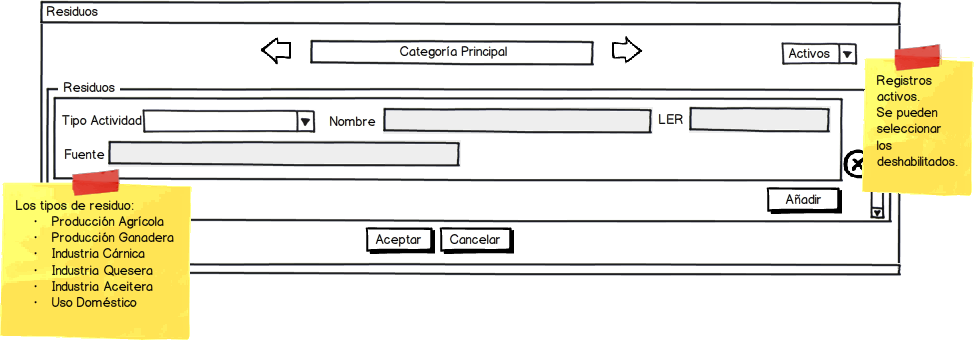 Residuos
Categoría Principal
Activos
Registros
activos.
Se pueden
seleccionar
los
deshabilitados.
Residuos
Tipo Actividad
Nombre
LER
Fuente
Añadir
Los tipos de residuo:
· Producción Agrícola
· Producción Ganadera
· Industria Cárnica
· Industria Quesera
· Industria Aceitera
· Uso Doméstico
Aceptar
Cancelar